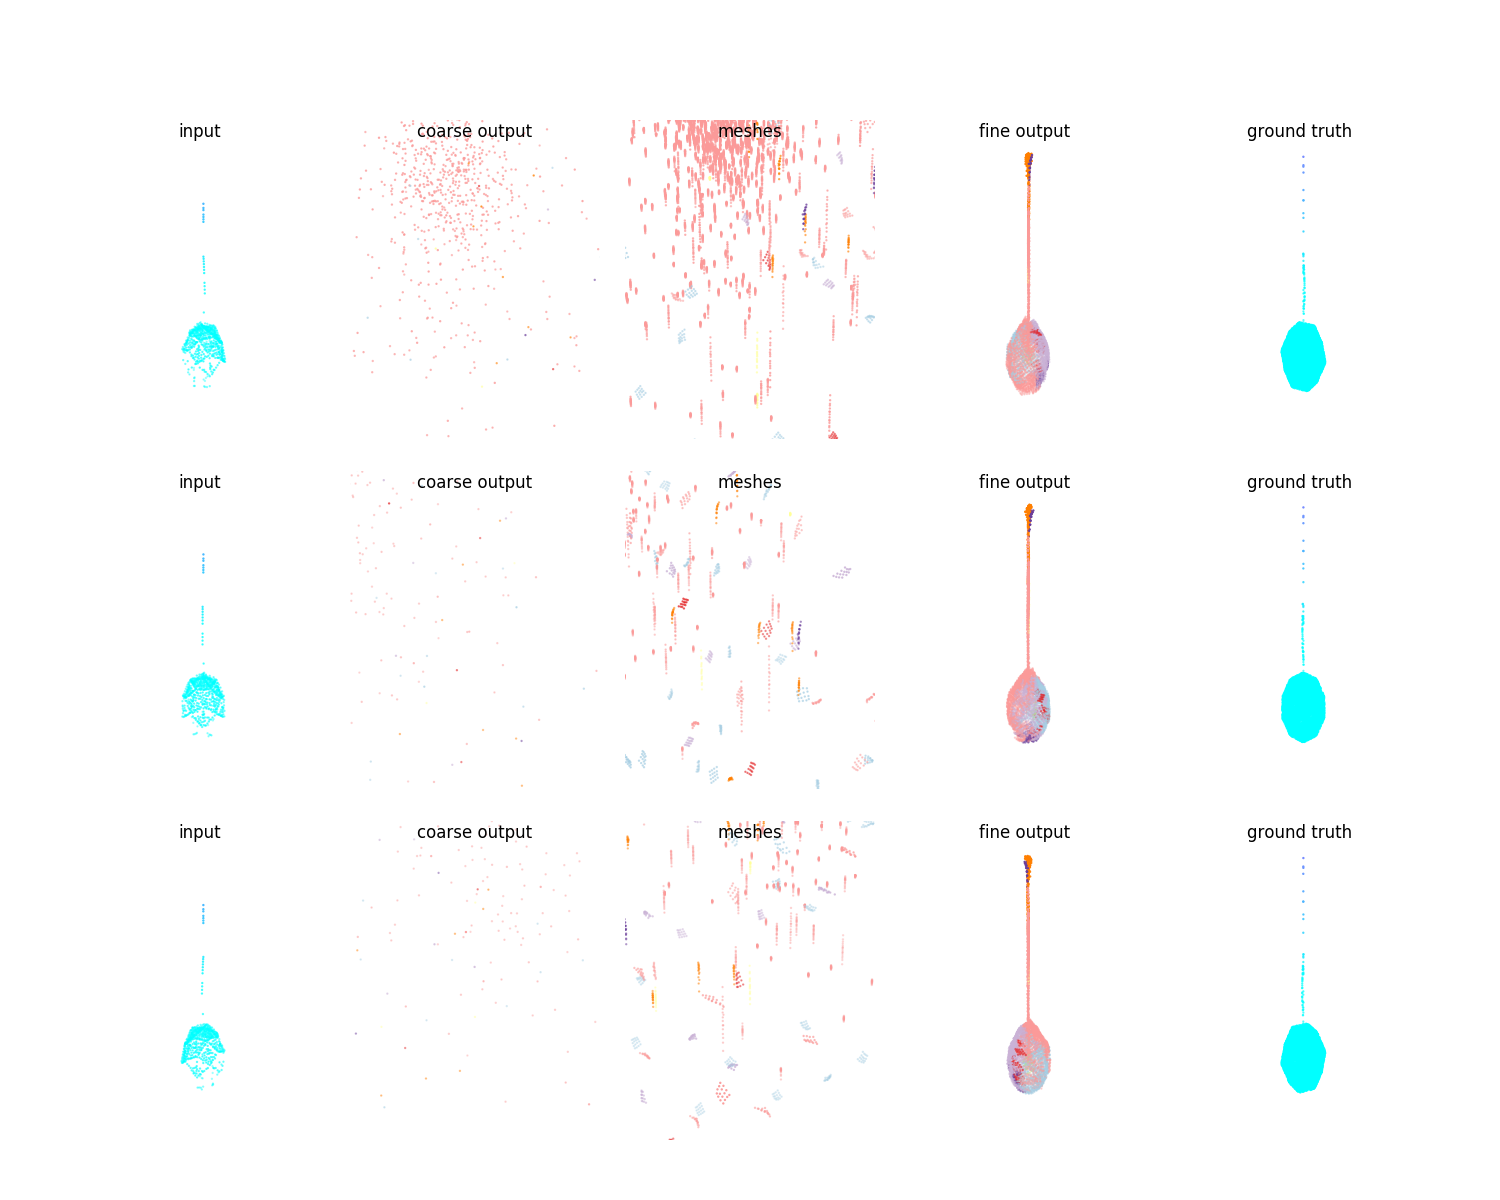 input
coarse output
meshes
fine output
ground truth
input
coarse output
meshes
fine output
ground truth
input
coarse output
meshes
fine output
ground truth